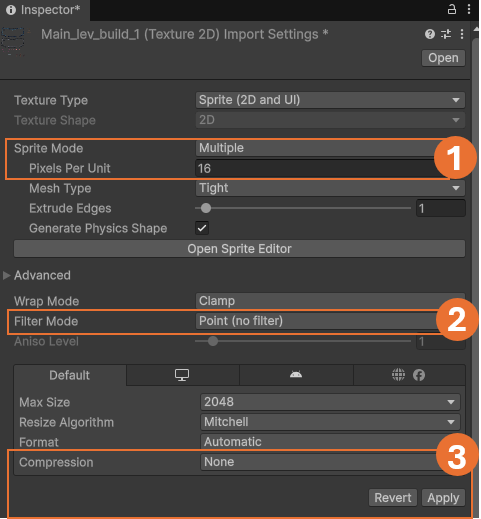 Inspector*
Main_lev_build_1 (Texture 2D) Import Settings *
Open
Texture Type Sprite (2D and UI)
Texture Shape 2D
Sprite Mode Multiple
1
Pixels Per Unit 16
Mesh Type Tight
Extrude Edges 1
Generate Physics Shape
Open Sprite Editor
Advanced
Wrap Mode Clamp
Filter Mode Point (no filter)
2
Aniso Level 1
Default
Max Size 2048
Resize Algorithm Mitchell
Format Automatic
Compression None
3
Revert Apply